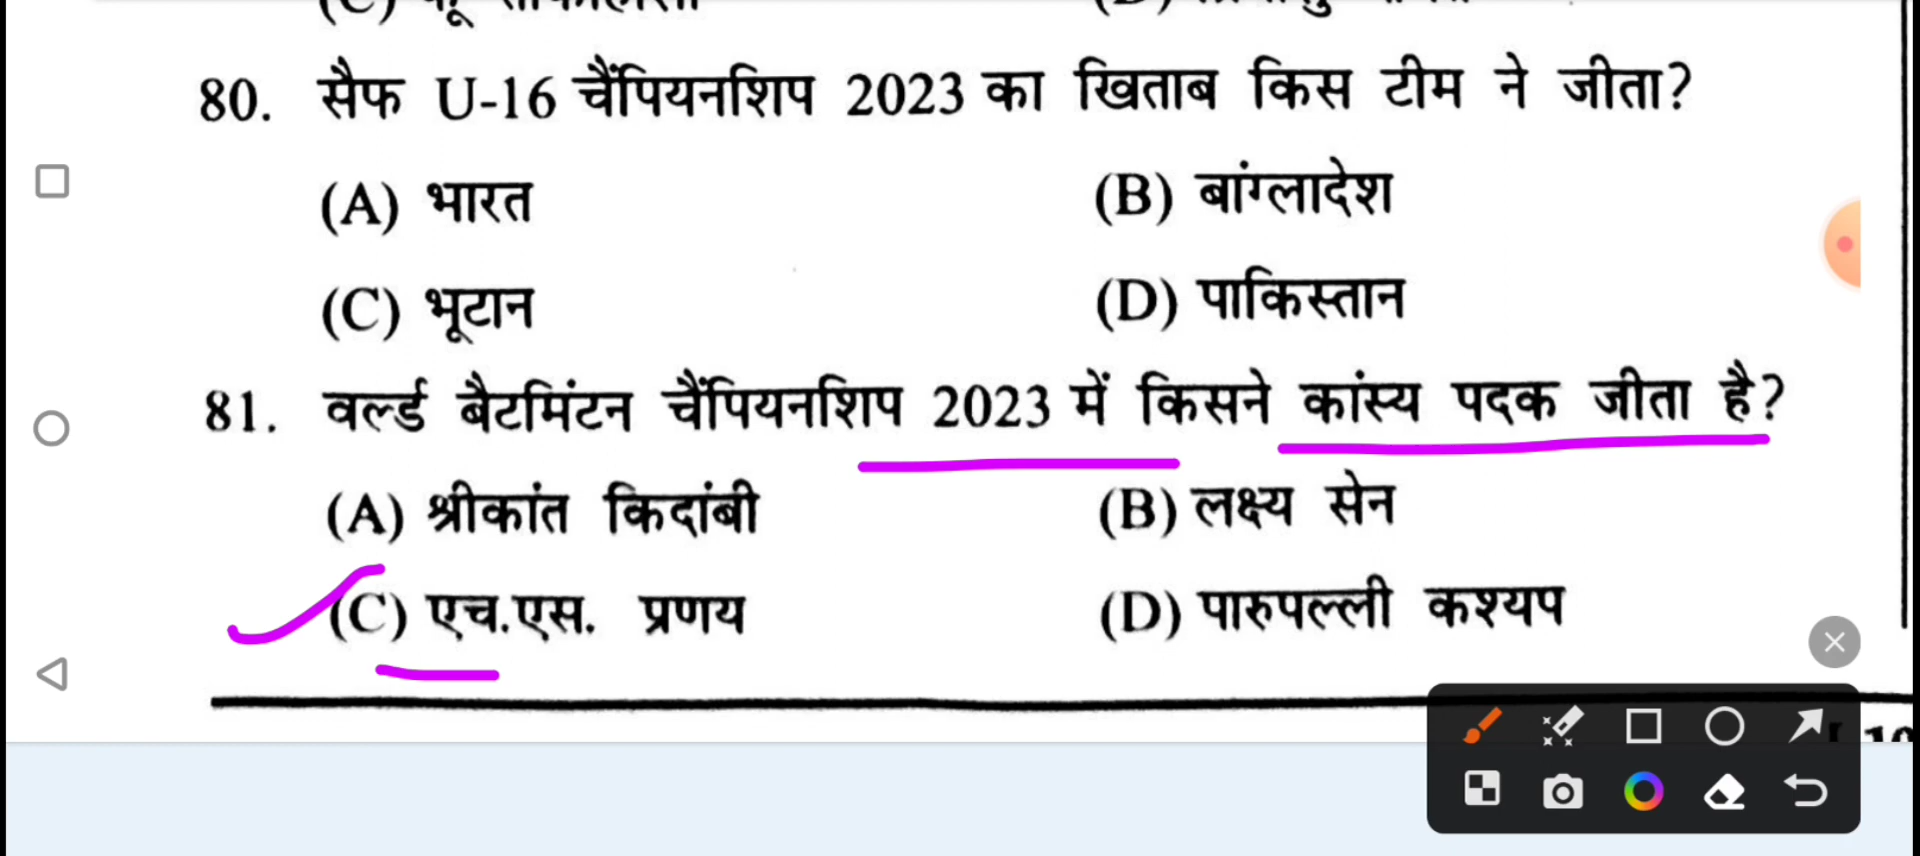 80. सैफ U-16 चैंपियनशिप 2023 का खिताब किस टीम ने जीता?
(A) भारत (B) बांग्लादेश
(C) भूटान (D) पाकिस्तान
81. वर्ल्ड बैटमिंटन चैंपियनशिप 2023 में किसने कांस्य पदक जीता है?
(A) श्रीकांत किदांबी (B) लक्ष्य सेन
(C) एच.एस. प्रणय (D) पारुपल्ली कश्यप